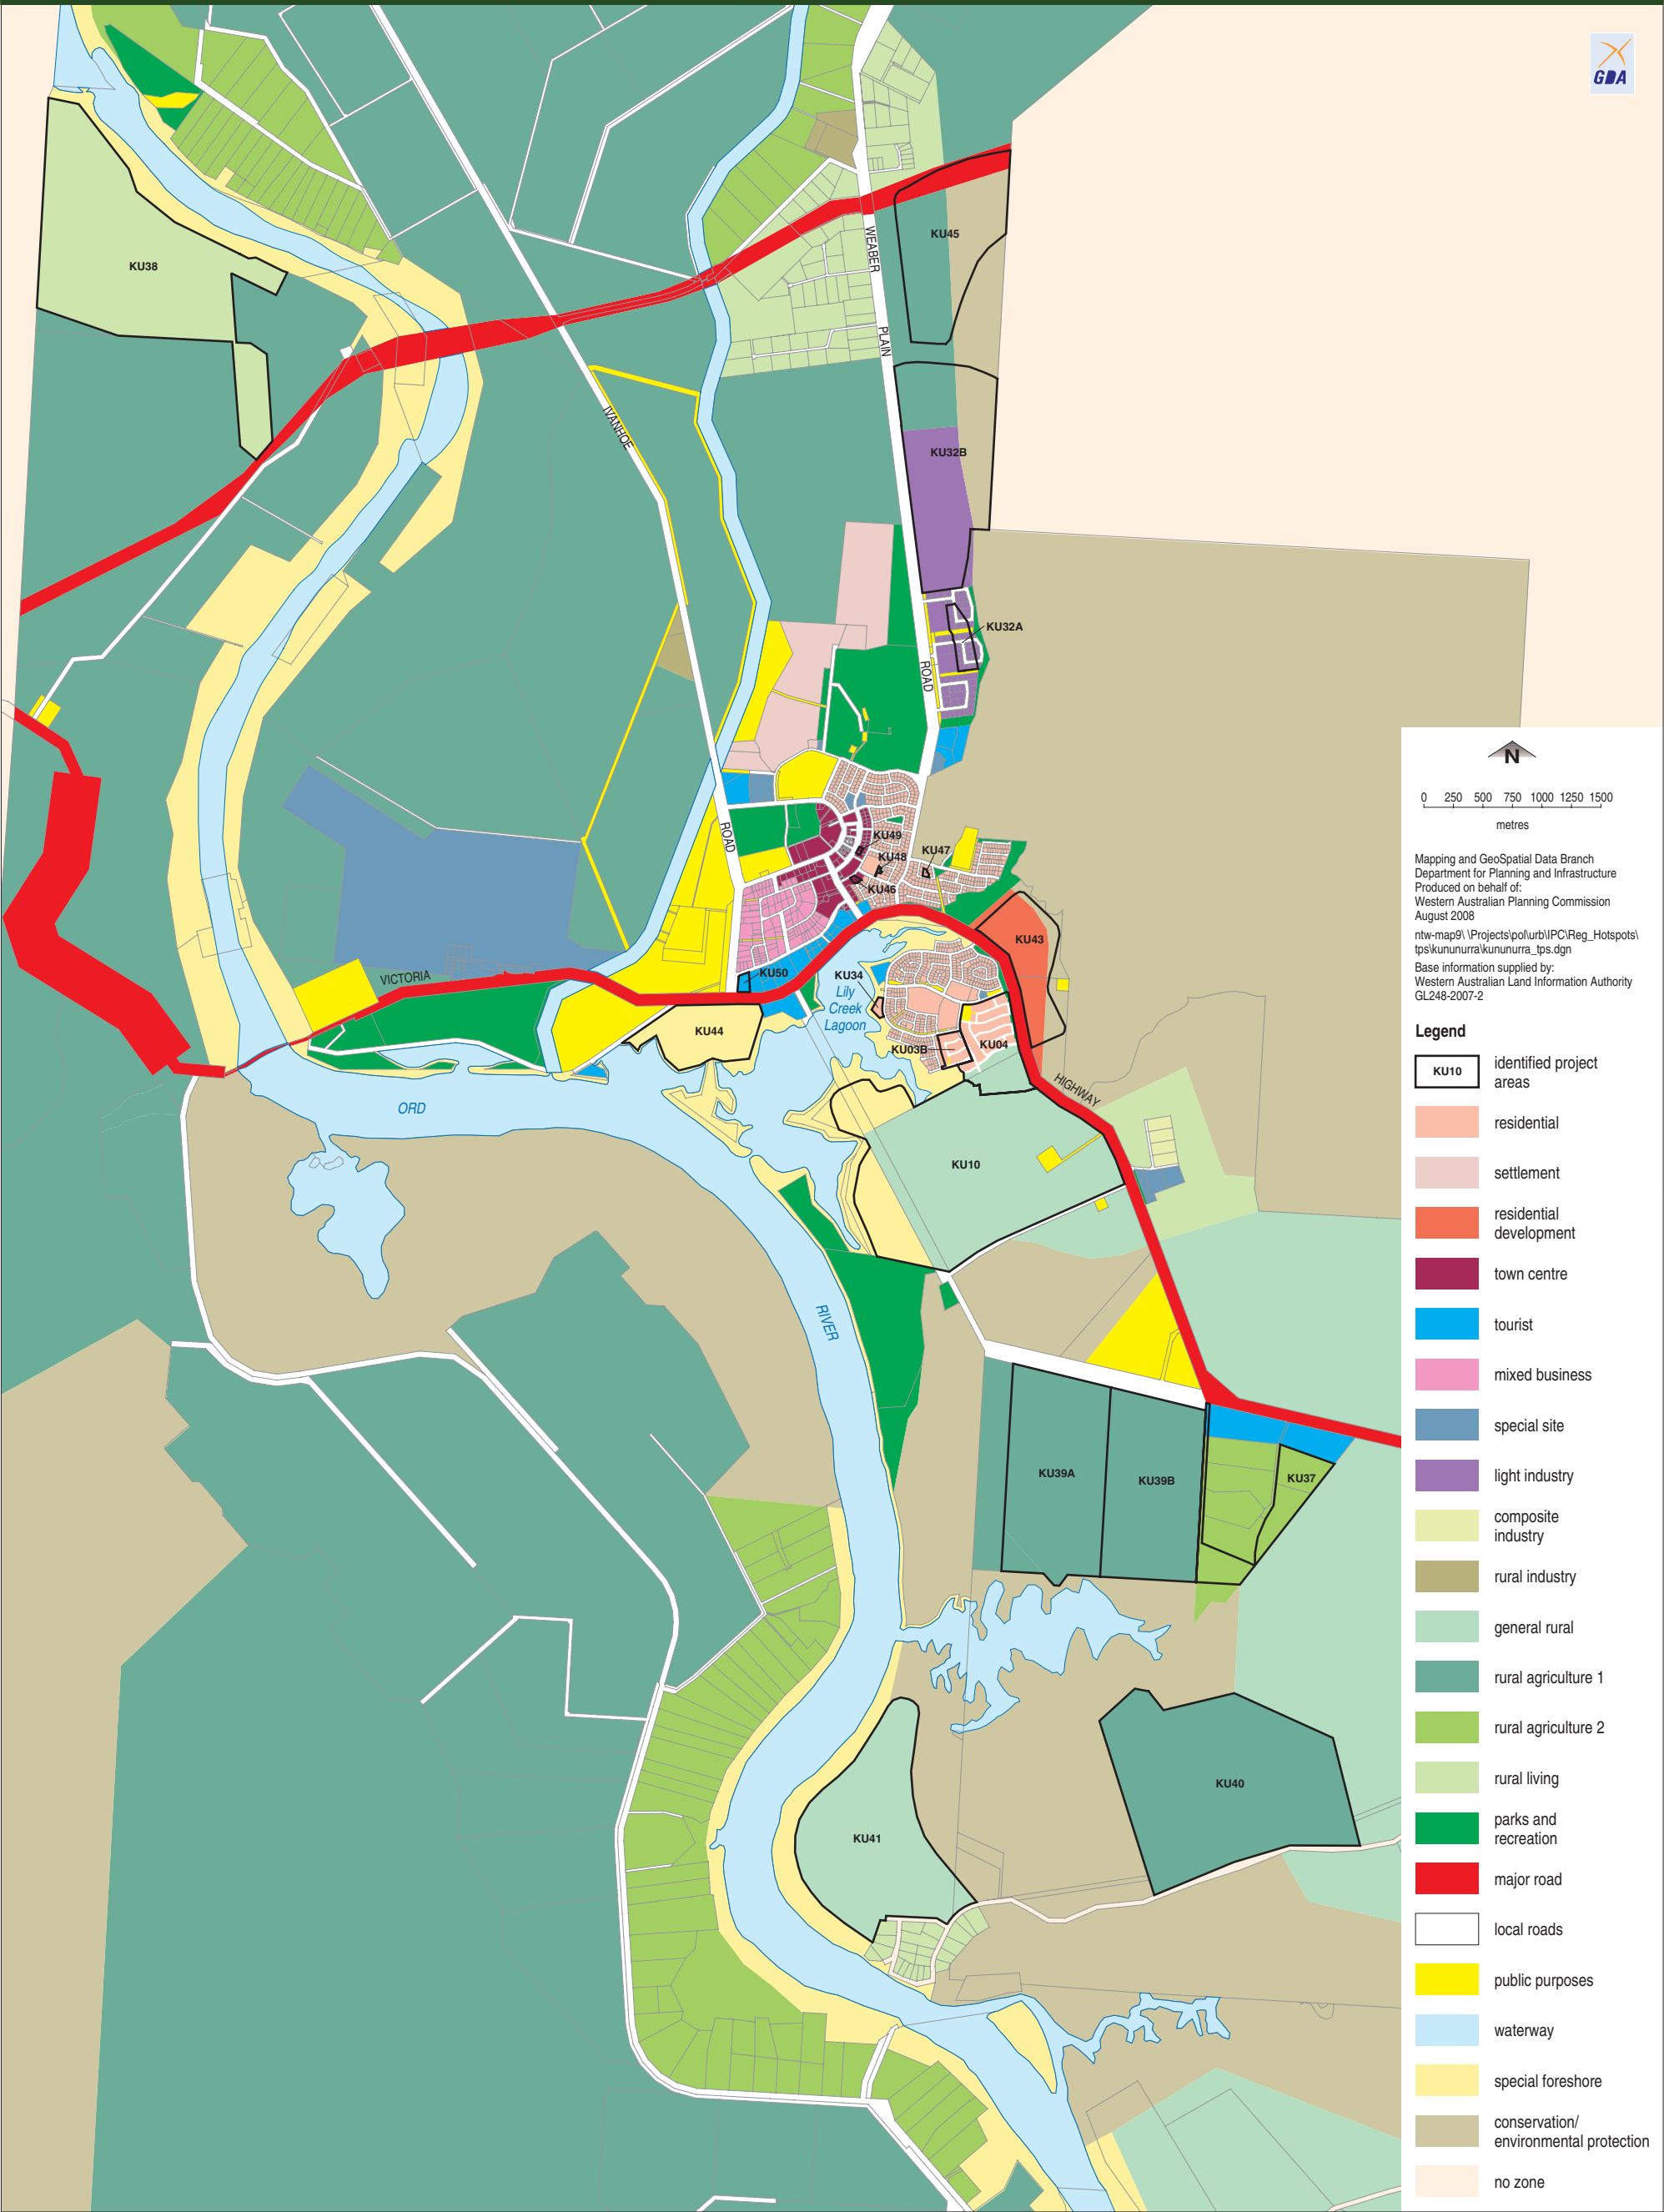 GDA
WEABER
KU45
KU38
PLAIN
IVANHOE
KU32B
KU32A
ROAD
ROAD
KU49
KU47
KU48
KU46
KU43
VICTORIA
KU50
KU34
Lily
Creek
Lagoon
KU44
KU04
KU03B
HIGHWAY
ORD
KU10
RIVER
KU39A
KU39B
KU37
KU40
KU41
N
0 250 500 750 1000 1250 1500
metres
Mapping and GeoSpatial Data Branch
Department for Planning and Infrastructure
Produced on behalf of:
Western Australian Planning Commission
August 2008
ntw-map9\ \Projects\pol\urb\IPC\Reg_Hotspots\
tps\kununurra\kununurra_tps.dgn
Base information supplied by:
Western Australian Land Information Authority
GL248-2007-2
Legend
KU10 identified project
areas
residential
settlement
residential
development
town centre
tourist
mixed business
special site
light industry
composite
industry
rural industry
general rural
rural agriculture 1
rural agriculture 2
rural living
parks and
recreation
major road
local roads
public purposes
waterway
special foreshore
conservation/
environmental protection
no zone